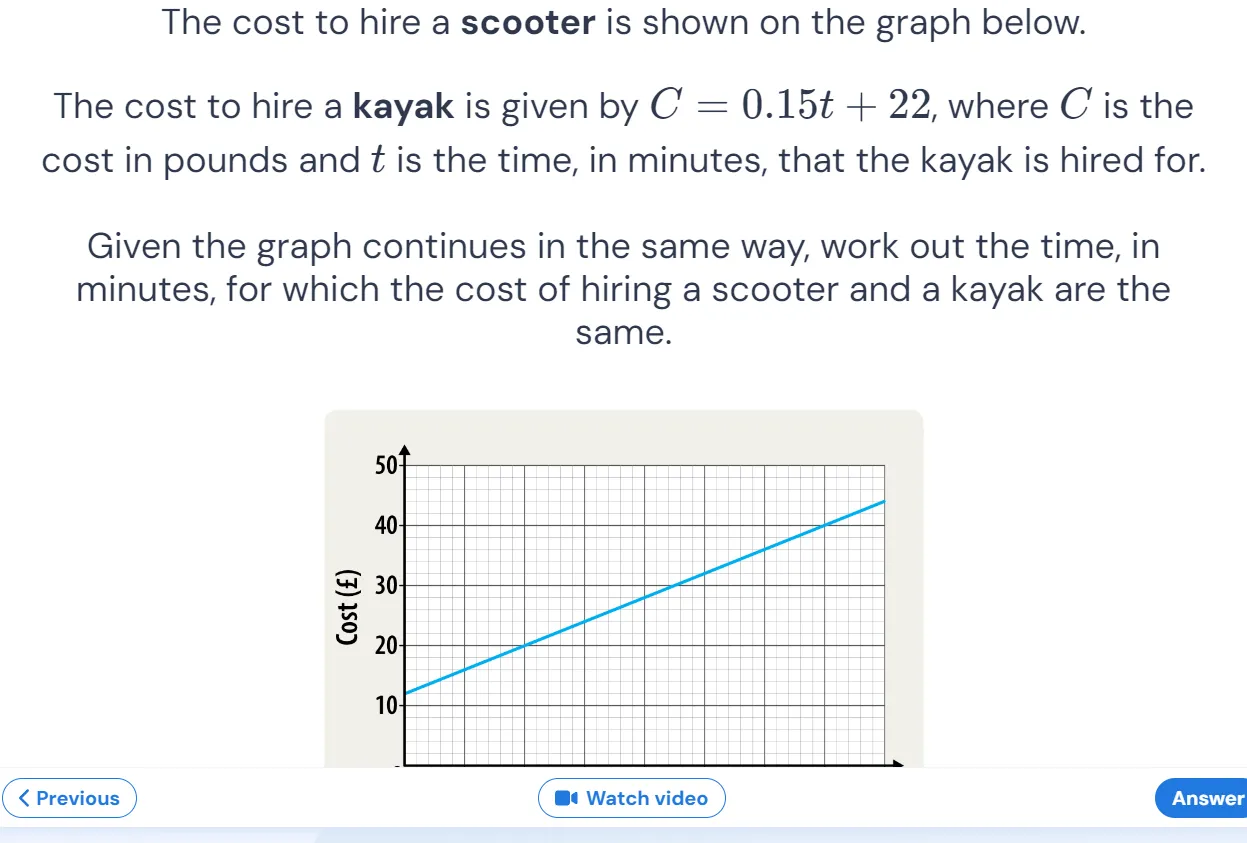 The cost to hire a scooter is shown on the graph below.
The cost to hire a kayak is given by C = 0.15t + 22, where C is the
cost in pounds and t is the time, in minutes, that the kayak is hired for.
Given the graph continues in the same way, work out the time, in
minutes, for which the cost of hiring a scooter and a kayak are the
same.
50
40
30
20
10
Cost (£)
Previous
Watch video
Answer